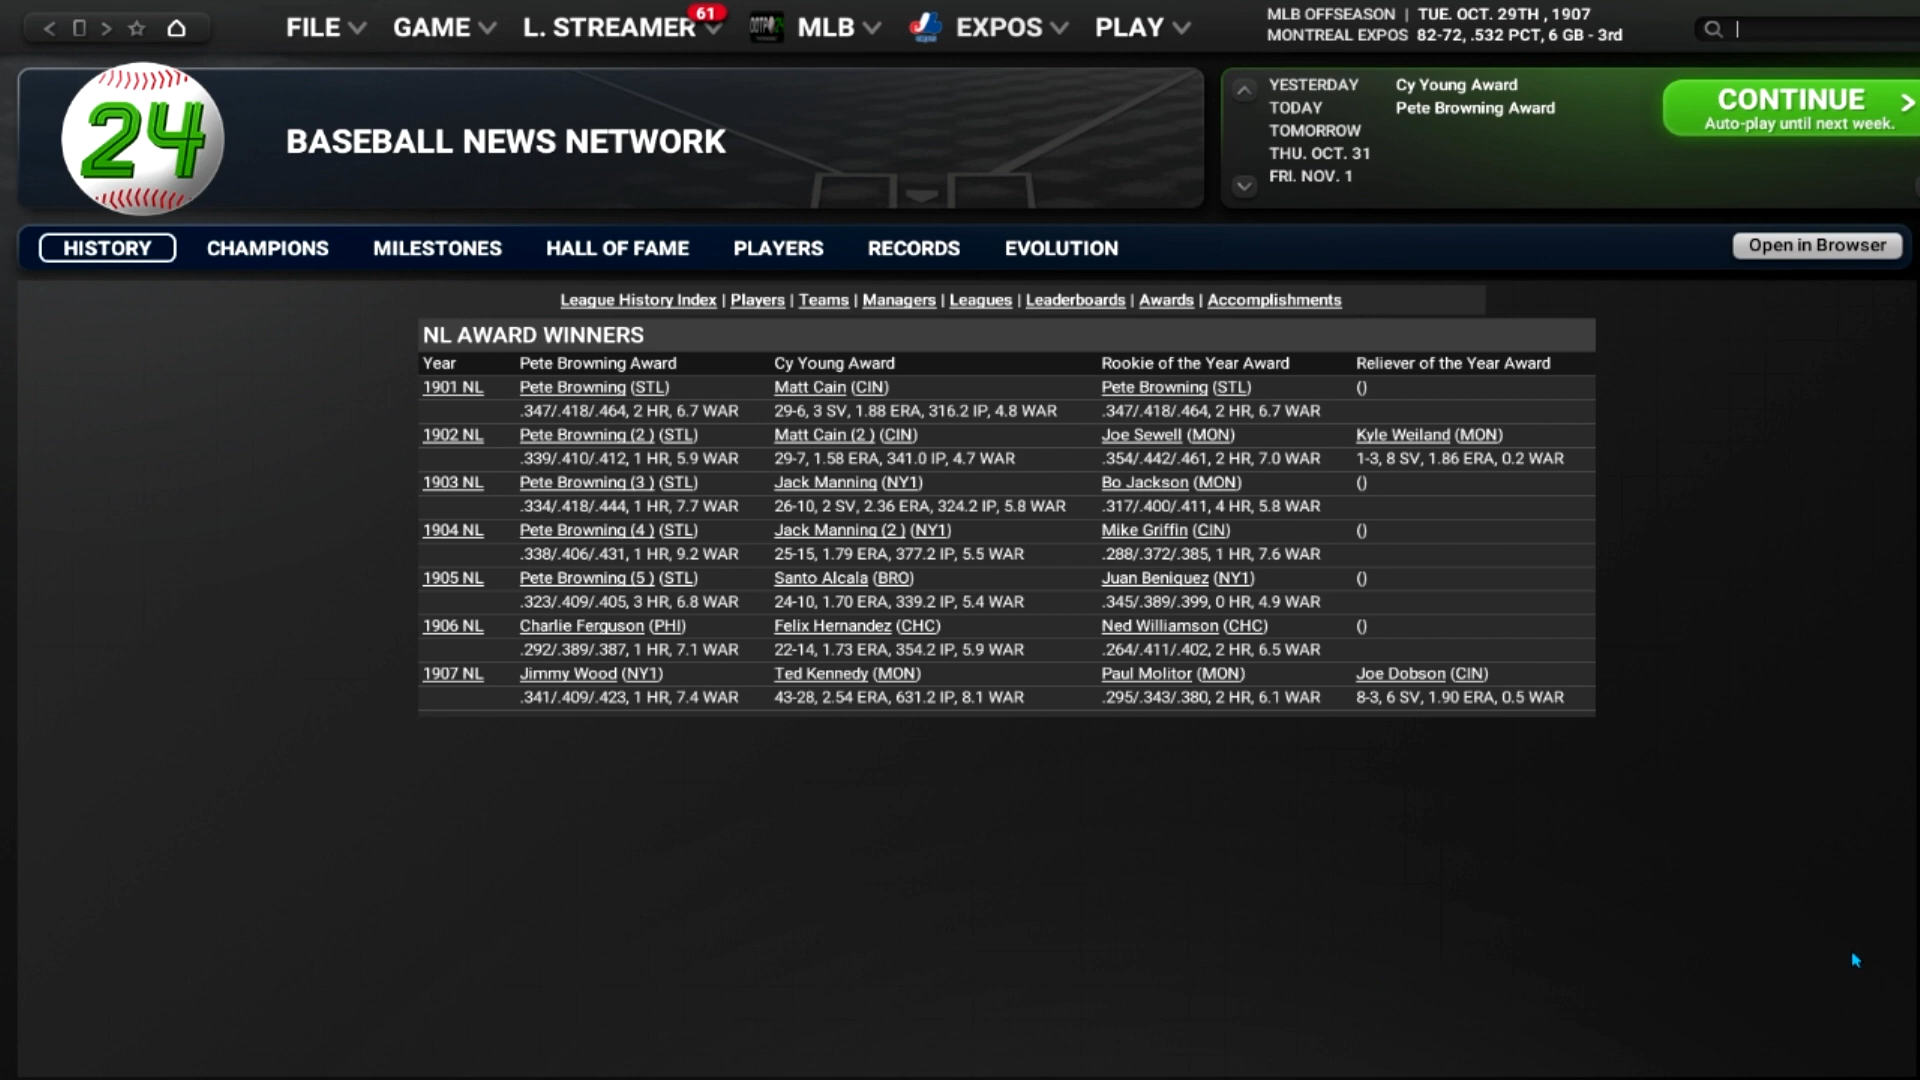 FILE GAME L. STREAMER 61 MLB EXPOS PLAY
MLB OFFSEASON | TUE. OCT. 29TH , 1907
MONTREAL EXPOS 82-72, .532 PCT, 6 GB - 3rd
24
BASEBALL NEWS NETWORK
YESTERDAY Cy Young Award
TODAY Pete Browning Award
TOMORROW
THU. OCT. 31
FRI. NOV. 1
CONTINUE
Auto-play until next week.
HISTORY CHAMPIONS MILESTONES HALL OF FAME PLAYERS RECORDS EVOLUTION
Open in Browser
League History Index | Players | Teams | Managers | Leagues | Leaderboards | Awards | Accomplishments
NL AWARD WINNERS
Year Pete Browning Award Cy Young Award Rookie of the Year Award Reliever of the Year Award
1901 NL Pete Browning (STL) Matt Cain (CIN) Pete Browning (STL) ()
.347/.418/.464, 2 HR, 6.7 WAR 29-6, 3 SV, 1.88 ERA, 316.2 IP, 4.8 WAR .347/.418/.464, 2 HR, 6.7 WAR
1902 NL Pete Browning (2 ) (STL) Matt Cain (2 ) (CIN) Joe Sewell (MON) Kyle Weiland (MON)
.339/.410/.412, 1 HR, 5.9 WAR 29-7, 1.58 ERA, 341.0 IP, 4.7 WAR .354/.442/.461, 2 HR, 7.0 WAR 1-3, 8 SV, 1.86 ERA, 0.2 WAR
1903 NL Pete Browning (3 ) (STL) Jack Manning (NY1) Bo Jackson (MON) ()
.334/.418/.444, 1 HR, 7.7 WAR 26-10, 2 SV, 2.36 ERA, 324.2 IP, 5.8 WAR .317/.400/.411, 4 HR, 5.8 WAR
1904 NL Pete Browning (4 ) (STL) Jack Manning (2 ) (NY1) Mike Griffin (CIN) ()
.338/.406/.431, 1 HR, 9.2 WAR 25-15, 1.79 ERA, 377.2 IP, 5.5 WAR .288/.372/.385, 1 HR, 7.6 WAR
1905 NL Pete Browning (5 ) (STL) Santo Alcala (BRO) Juan Beniquez (NY1) ()
.323/.409/.405, 3 HR, 6.8 WAR 24-10, 1.70 ERA, 339.2 IP, 5.4 WAR .345/.389/.399, 0 HR, 4.9 WAR
1906 NL Charlie Ferguson (PHI) Felix Hernandez (CHC) Ned Williamson (CHC) ()
.292/.389/.387, 1 HR, 7.1 WAR 22-14, 1.73 ERA, 354.2 IP, 5.9 WAR .264/.411/.402, 2 HR, 6.5 WAR
1907 NL Jimmy Wood (NY1) Ted Kennedy (MON) Paul Molitor (MON) Joe Dobson (CIN)
.341/.409/.423, 1 HR, 7.4 WAR 43-28, 2.54 ERA, 631.2 IP, 8.1 WAR .295/.343/.380, 2 HR, 6.1 WAR 8-3, 6 SV, 1.90 ERA, 0.5 WAR